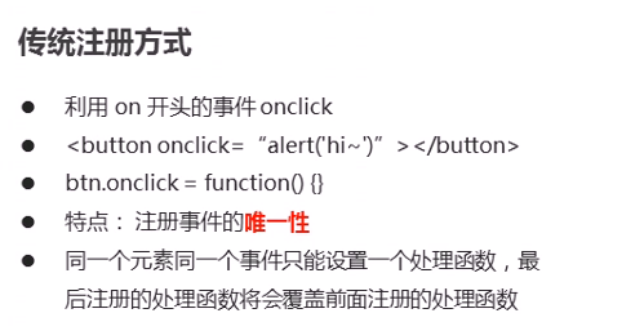 传统注册方式
● 利用 on 开头的事件 onclick
● <button onclick= “alert('hi~')” ></button>
● btn.onclick = function() {}
● 特点： 注册事件的唯一性
● 同一个元素同一个事件只能设置一个处理函数，最
后注册的处理函数将会覆盖前面注册的处理函数